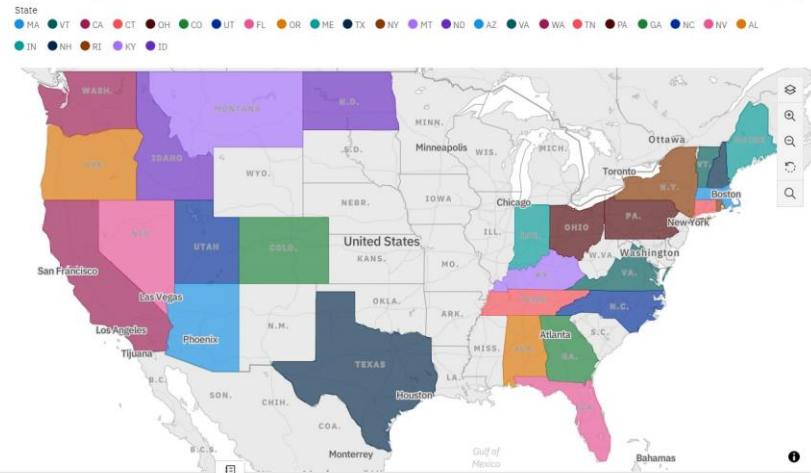 State
MA VT CA CT OH CO UT FL OR ME TX NY MT ND AZ VA WA TN PA GA NC NV AL
IN NH RI KY ID
WASH.
MONTANA
N.D.
MINN.
Ottawa
MAINE
ORE.
IDAHO
S.D.
Minneapolis
WIS.
MICH.
Toronto
VT.
WYO.
N.Y.
Boston
NEBR.
IOWA
Chicago
NEV.
UTAH
COLO.
United States
ILL.
IND.
OHIO
PA.
New York
San Francisco
KANS.
MO.
W.VA.
Washington
Las Vegas
KY.
VA.
Los Angeles
Phoenix
N.M.
OKLA.
ARK.
TENN.
N.C.
Tijuana
Atlanta
S.C.
B.C.
TEXAS
MISS.
ALA.
GA.
SON.
CHIH.
Houston
LA.
COA.
B.C.S.
Monterrey
Gulf of
Mexico
Bahamas